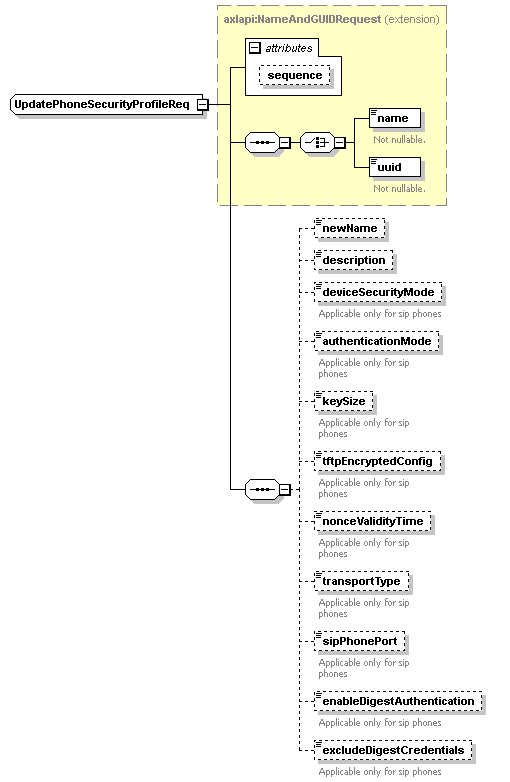 axlapi:NameAndGUIDRequest (extension)
attributes
sequence
UpdatePhoneSecurityProfileReq
name
Not nullable.
uuid
Not nullable.
newName
description
deviceSecurityMode
Applicable only for sip phones
authenticationMode
Applicable only for sip
phones
keySize
Applicable only for sip
phones
tftpEncryptedConfig
Applicable only for sip
phones
nonceValidityTime
Applicable only for sip
phones
transportType
Applicable only for sip
phones
sipPhonePort
Applicable only for sip
phones
enableDigestAuthentication
Applicable only for sip phones
excludeDigestCredentials
Applicable only for sip phones